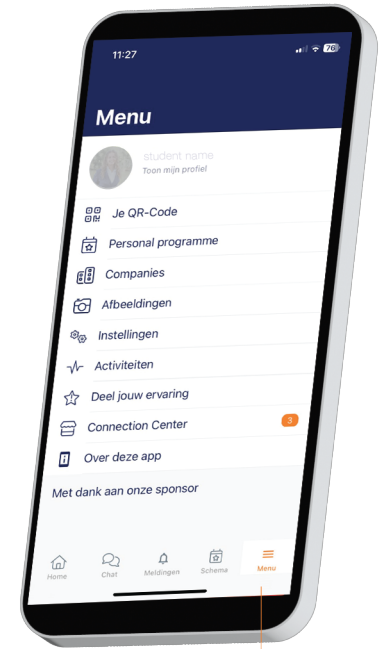 11:27
76
Menu
student name
Toon mijn profiel
Je QR-Code
Personal programme
Companies
Afbeeldingen
Instellingen
Activiteiten
Deel jouw ervaring
Connection Center
3
Over deze app
Met dank aan onze sponsor
Home
Chat
Meldingen
Schema
Menu